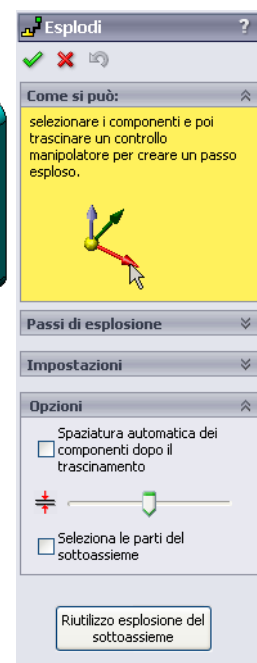 Esplodi ?
Come si può:
selezionare i componenti e poi
trascinare un controllo
manipolatore per creare un passo
esploso.
Passi di esplosione
Impostazioni
Opzioni
Spaziatura automatica dei
componenti dopo il
trascinamento
Seleziona le parti del
sottoassieme
Riutilizzo esplosione del
sottoassieme